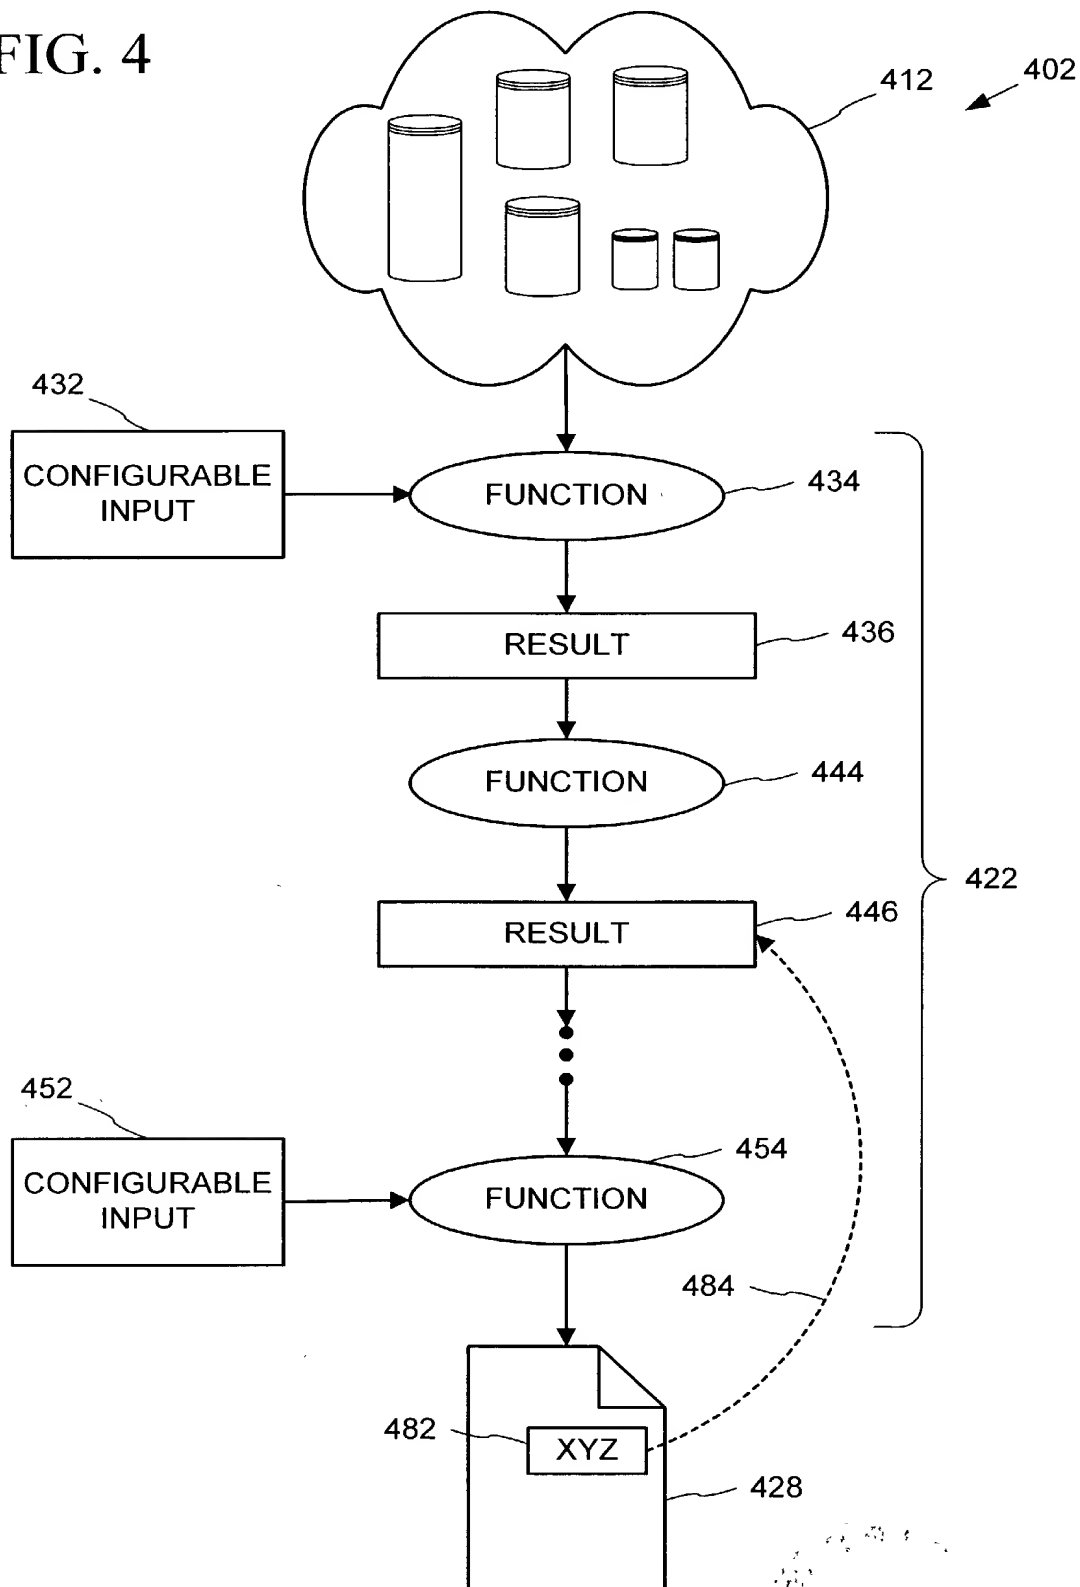 FIG. 4
412
402
432
CONFIGURABLE
INPUT
FUNCTION
434
RESULT
436
FUNCTION
444
422
RESULT
446
452
CONFIGURABLE
INPUT
454
FUNCTION
484
482
XYZ
428